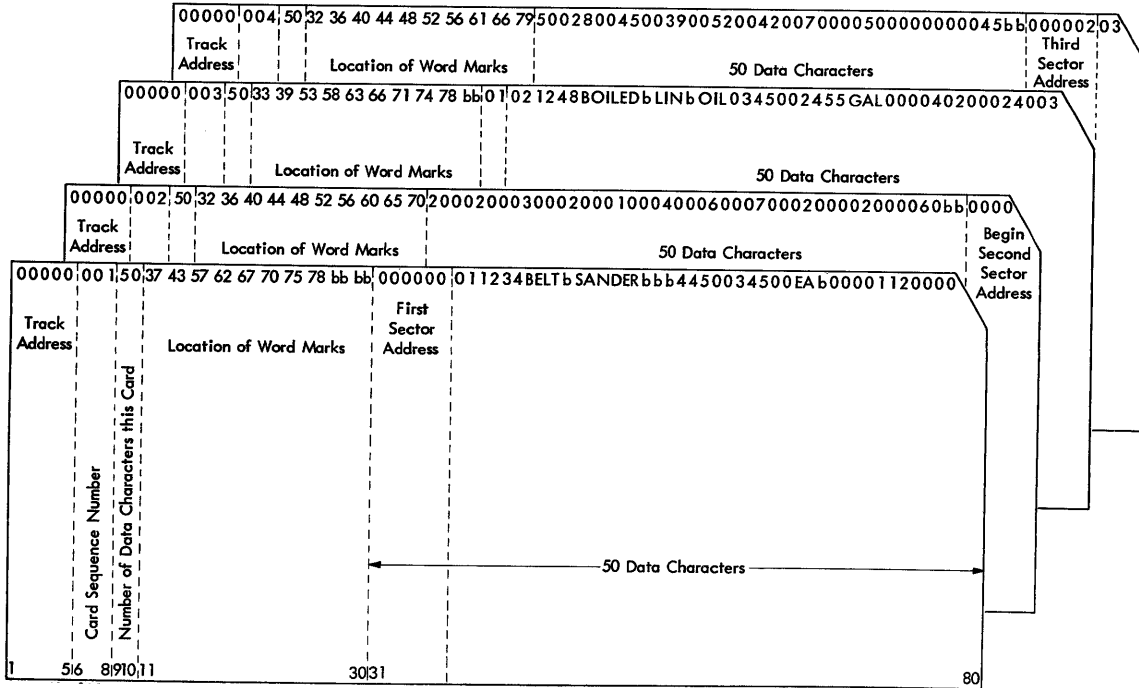 00000 004 50 32 36 40 44 48 52 56 61 66 79 50028004500390052004200700005000000000045bb 000002 03
Track Address
Location of Word Marks
50 Data Characters
Third Sector Address
00000 003 50 33 39 53 58 63 66 71 74 78 bb 01 021248BOILEDbLINbOIL0345002455GAL000040200024003
Track Address
Location of Word Marks
50 Data Characters
00000 002 50 32 36 40 44 48 52 56 60 65 70 20002000300020001000400060007000200002000060bb 0000
Track Address
Location of Word Marks
50 Data Characters
Begin Second Sector Address
00000 001 50 37 43 57 62 67 70 75 78 bb bb 000000 011234BELTbSANDERbbb4450034500EAb00001120000
Track Address
Card Sequence Number
Number of Data Characters this Card
Location of Word Marks
First Sector Address
50 Data Characters
1 5 6 8 9 10 11 30 31 80